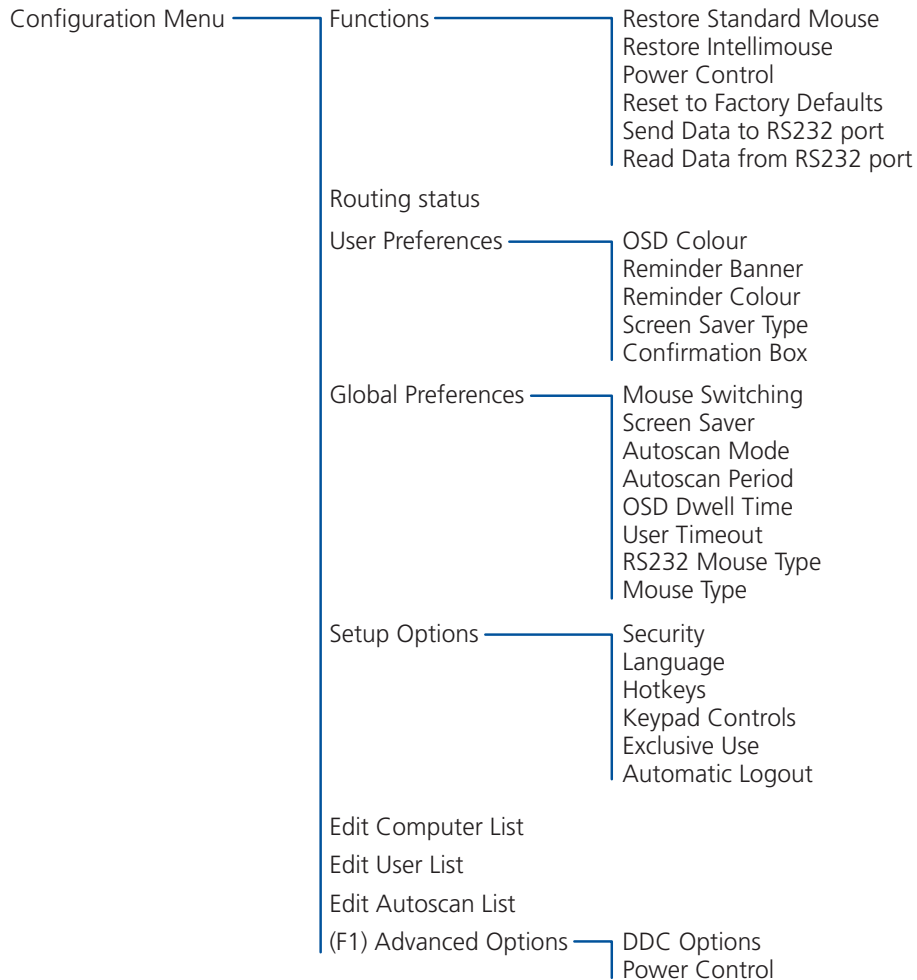 Configuration Menu
Functions
Restore Standard Mouse
Restore Intellimouse
Power Control
Reset to Factory Defaults
Send Data to RS232 port
Read Data from RS232 port
Routing status
User Preferences
OSD Colour
Reminder Banner
Reminder Colour
Screen Saver Type
Confirmation Box
Global Preferences
Mouse Switching
Screen Saver
Autoscan Mode
Autoscan Period
OSD Dwell Time
User Timeout
RS232 Mouse Type
Mouse Type
Setup Options
Security
Language
Hotkeys
Keypad Controls
Exclusive Use
Automatic Logout
Edit Computer List
Edit User List
Edit Autoscan List
(F1) Advanced Options
DDC Options
Power Control